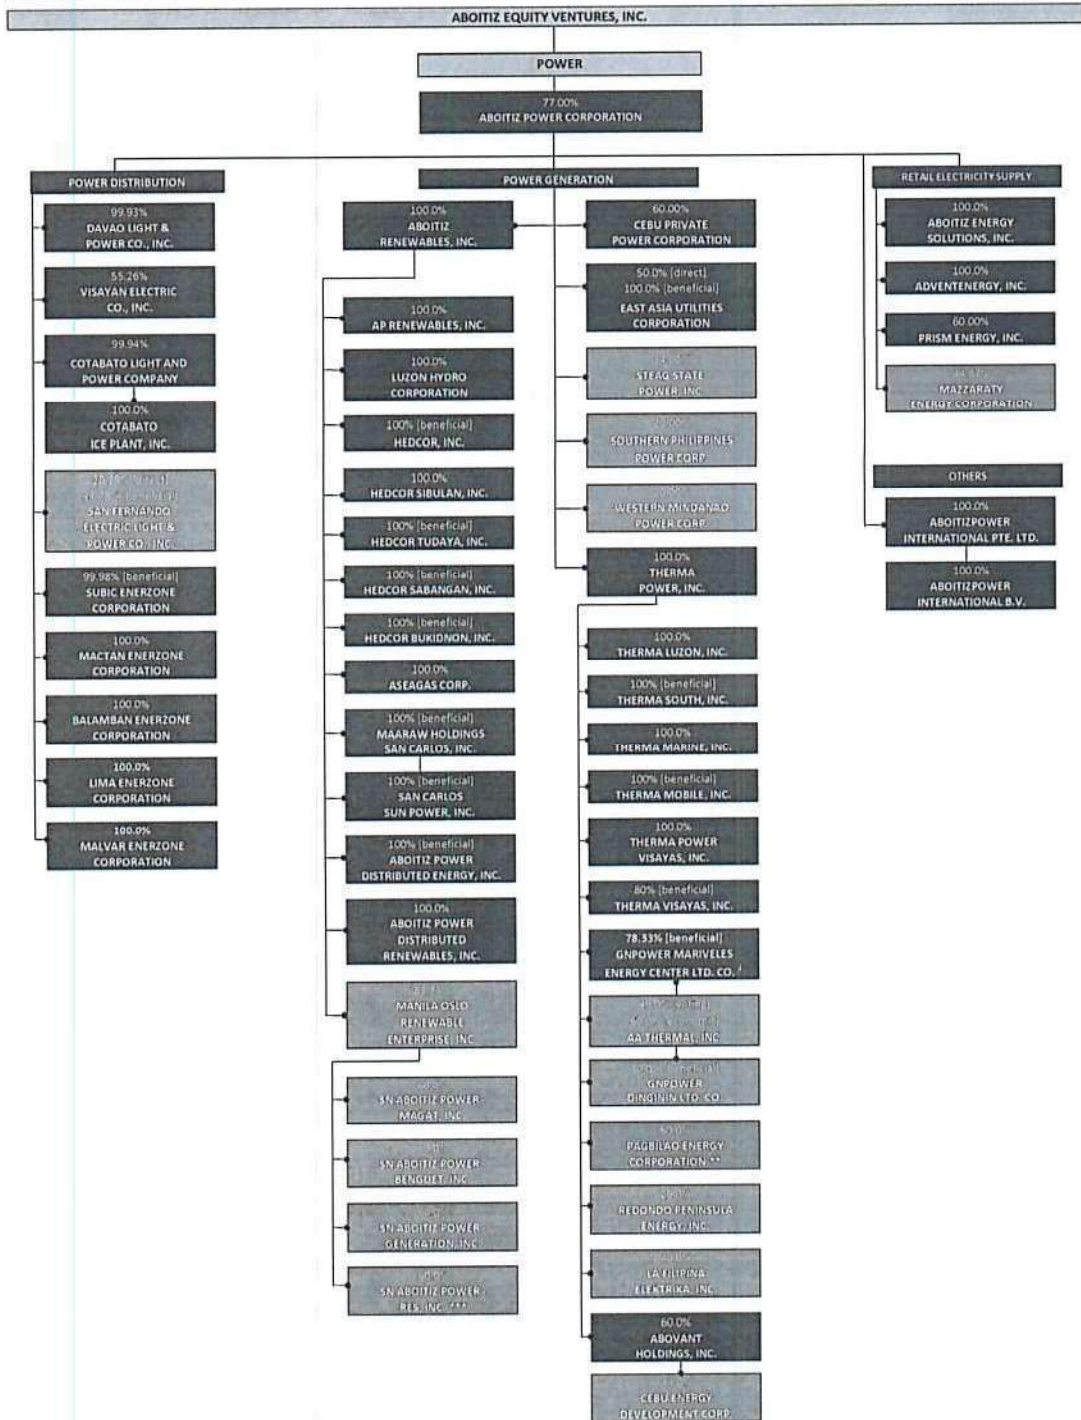 ABOITIZ EQUITY VENTURES, INC.
POWER
77.00%
ABOITIZ POWER CORPORATION
POWER DISTRIBUTION
99.93%
DAVAO LIGHT &
POWER CO., INC.
55.26%
VISAYAN ELECTRIC
CO., INC.
99.94%
COTABATO LIGHT AND
POWER COMPANY
100.0%
COTABATO
ICE PLANT, INC.
SAN FERNANDO
ELECTRIC LIGHT &
POWER CO., INC.
99.98% [beneficial]
SUBIC ENERZONE
CORPORATION
100.0%
MACTAN ENERZONE
CORPORATION
100.0%
BALAMBAN ENERZONE
CORPORATION
100.0%
LIMA ENERZONE
CORPORATION
100.0%
MALVAR ENERZONE
CORPORATION
POWER GENERATION
100.0%
ABOITIZ
RENEWABLES, INC.
100.0%
AP RENEWABLES, INC.
100.0%
LUZON HYDRO
CORPORATION
100% [beneficial]
HEDCOR, INC.
100.0%
HEDCOR SIBULAN, INC.
100% [beneficial]
HEDCOR TUDAYA, INC.
100% [beneficial]
HEDCOR SABANGAN, INC.
100% [beneficial]
HEDCOR BUKIDNON, INC.
100.0%
ASEAGAS CORP.
100% [beneficial]
MAARAW HOLDINGS
SAN CARLOS, INC.
100% [beneficial]
SAN CARLOS
SUN POWER, INC.
100% [beneficial]
ABOITIZ POWER
DISTRIBUTED ENERGY, INC.
100.0%
ABOITIZ POWER
DISTRIBUTED
RENEWABLES, INC.
MANILA OSLO
RENEWABLE
ENTERPRISE, INC
SN ABOITIZ POWER
MAGAT, INC.
SN ABOITIZ POWER
BENGUET, INC.
SN ABOITIZ POWER
GENERATION, INC
SN ABOITIZ POWER
RES, INC. ***
60.00%
CEBU PRIVATE
POWER CORPORATION
50.0% [direct]
100.0% [beneficial]
EAST ASIA UTILITIES
CORPORATION
STEAG STATE
POWER, INC
SOUTHERN PHILIPPINES
POWER CORP.
WESTERN MINDANAO
POWER CORP.
100.0%
THERMA
POWER, INC.
100.0%
THERMA LUZON, INC.
100% [beneficial]
THERMA SOUTH, INC.
100.0%
THERMA MARINE, INC.
100% [beneficial]
THERMA MOBILE, INC.
100.0%
THERMA POWER
VISAYAS, INC.
80% [beneficial]
THERMA VISAYAS, INC.
78.33% [beneficial]
GNPOWER MARIVELES
ENERGY CENTER LTD. CO.
AA THERMAL, INC
GNPOWER
DINGININ LTD. CO
PAGBILAO ENERGY
CORPORATION **
REDONDO PENINSULA
ENERGY, INC.
LA FILIPINA
ELEKTRIKA, INC
60.0%
ABOVANT
HOLDINGS, INC.
CEBU ENERGY
DEVELOPMENT CORP.
RETAIL ELECTRICITY SUPPLY
100.0%
ABOITIZ ENERGY
SOLUTIONS, INC.
100.0%
ADVENTENERGY, INC.
60.00%
PRISM ENERGY, INC.
MAZZARATY
ENERGY CORPORATION
OTHERS
100.0%
ABOITIZPOWER
INTERNATIONAL PTE. LTD.
100.0%
ABOITIZPOWER
INTERNATIONAL B.V.